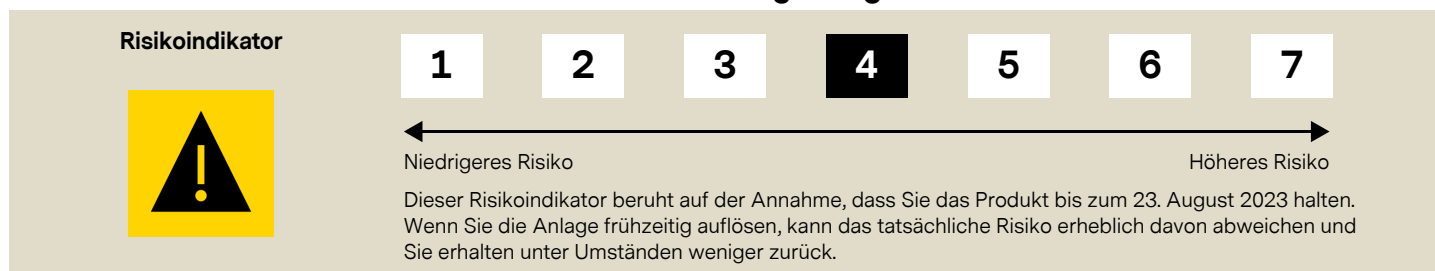 Risikoindikator
1 2 3 4 5 6 7
Niedrigeres Risiko Höheres Risiko
Dieser Risikoindikator beruht auf der Annahme, dass Sie das Produkt bis zum 23. August 2023 halten.
Wenn Sie die Anlage frühzeitig auflösen, kann das tatsächliche Risiko erheblich davon abweichen und
Sie erhalten unter Umständen weniger zurück.